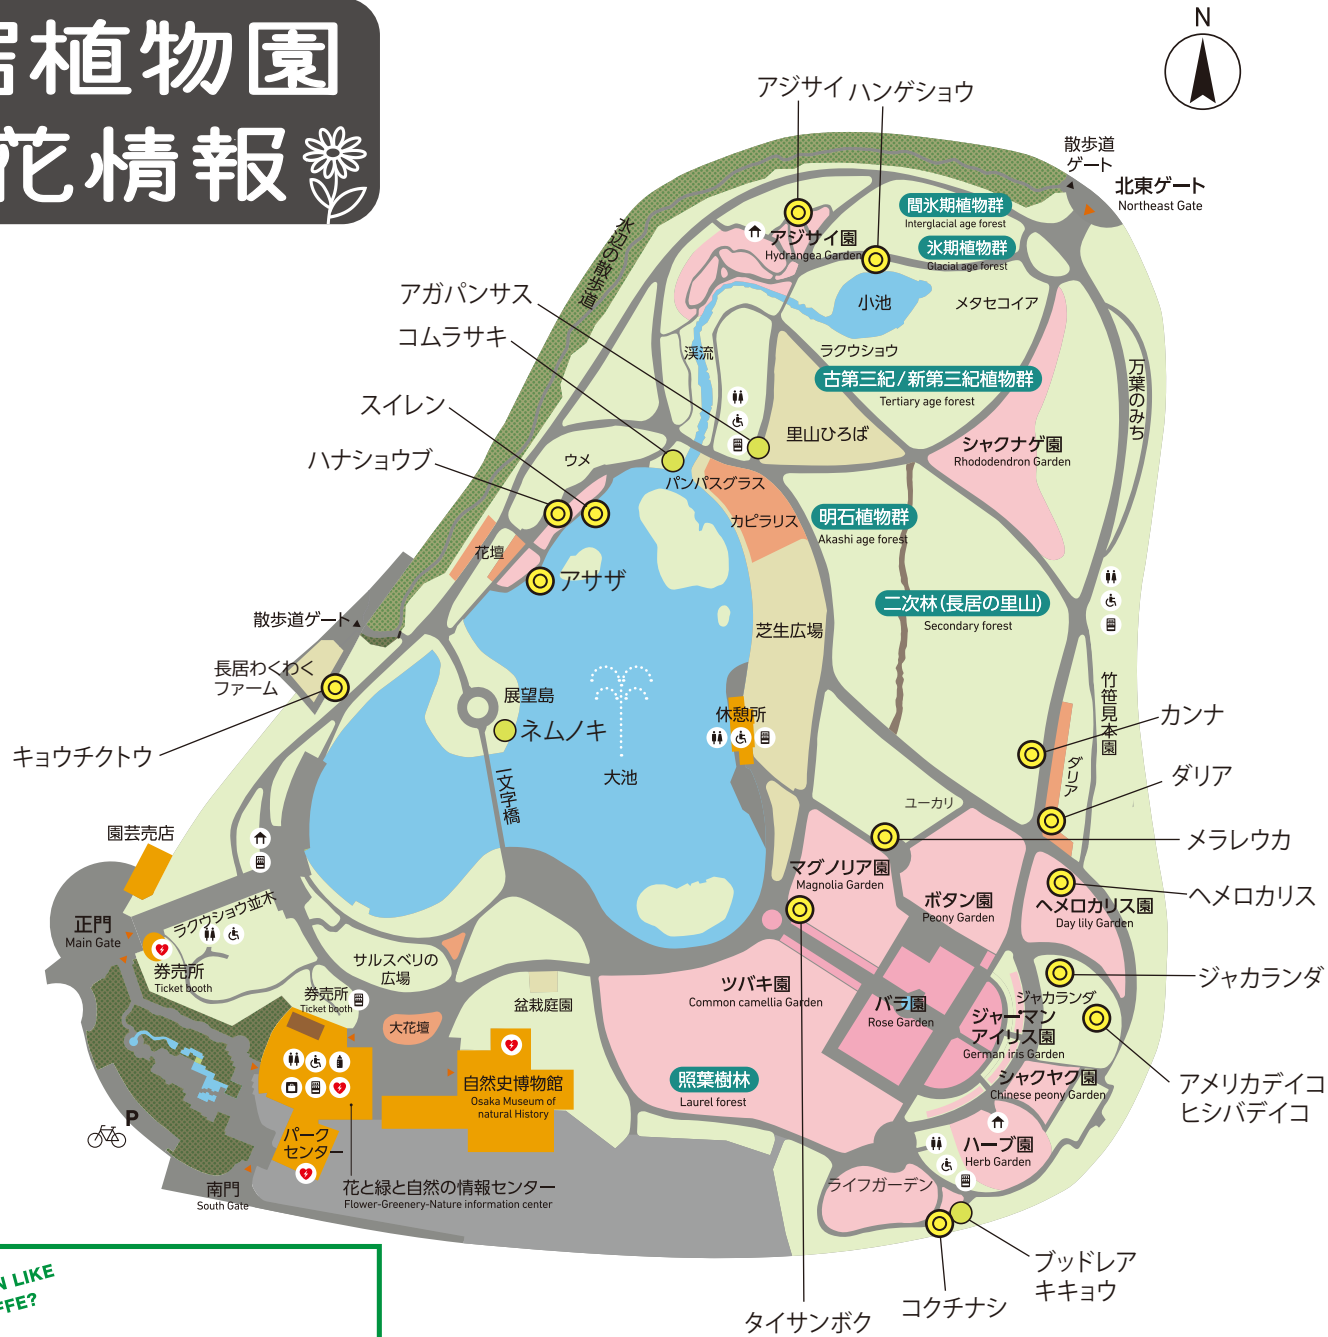 居植物園
花情報
N
アジサイ
ハンゲショウ
散歩道
ゲート
北東ゲート
Northeast Gate
水辺の散歩道
間氷期植物群
Interglacial age forest
氷期植物群
Glacial age forest
アジサイ園
Hydrangea Garden
小池
メタセコイア
アガパンサス
コムラサキ
スイレン
ハナショウブ
渓流
ラクウショウ
古第三紀/新第三紀植物群
Tertiary age forest
万葉のみち
里山ひろば
シャクナゲ園
Rhododendron Garden
ウメ
パンパスグラス
カピラリス
明石植物群
Akashi age forest
花壇
アサザ
二次林(長居の里山)
Secondary forest
散歩道ゲート
芝生広場
長居わくわく
ファーム
展望島
ネムノキ
休憩所
竹笹見本園
カンナ
キョウチクトウ
大池
一文字橋
ダリア
ダリア
ユーカリ
園芸売店
メラレウカ
マグノリア園
Magnolia Garden
ボタン園
Peony Garden
ヘメロカリス園
Day lily Garden
ヘメロカリス
正門
Main Gate
ラクウショウ並木
券売所
Ticket booth
サルスベリの
広場
券売所
Ticket booth
盆栽庭園
大花壇
ツバキ園
Common camellia Garden
バラ園
Rose Garden
ジャカランダ
ジャカランダ
ジャーマン
アイリス園
German iris Garden
シャクヤク園
Chinese peony Garden
アメリカデイコ
ヒシバデイコ
自然史博物館
Osaka Museum of
natural History
照葉樹林
Laurel forest
P
パーク
センター
ハーブ園
Herb Garden
南門
South Gate
花と緑と自然の情報センター
Flower-Greenery-Nature information center
ライフガーデン
ブッドレア
キキョウ
コクチナシ
タイサンボク
N LIKE
FFE?